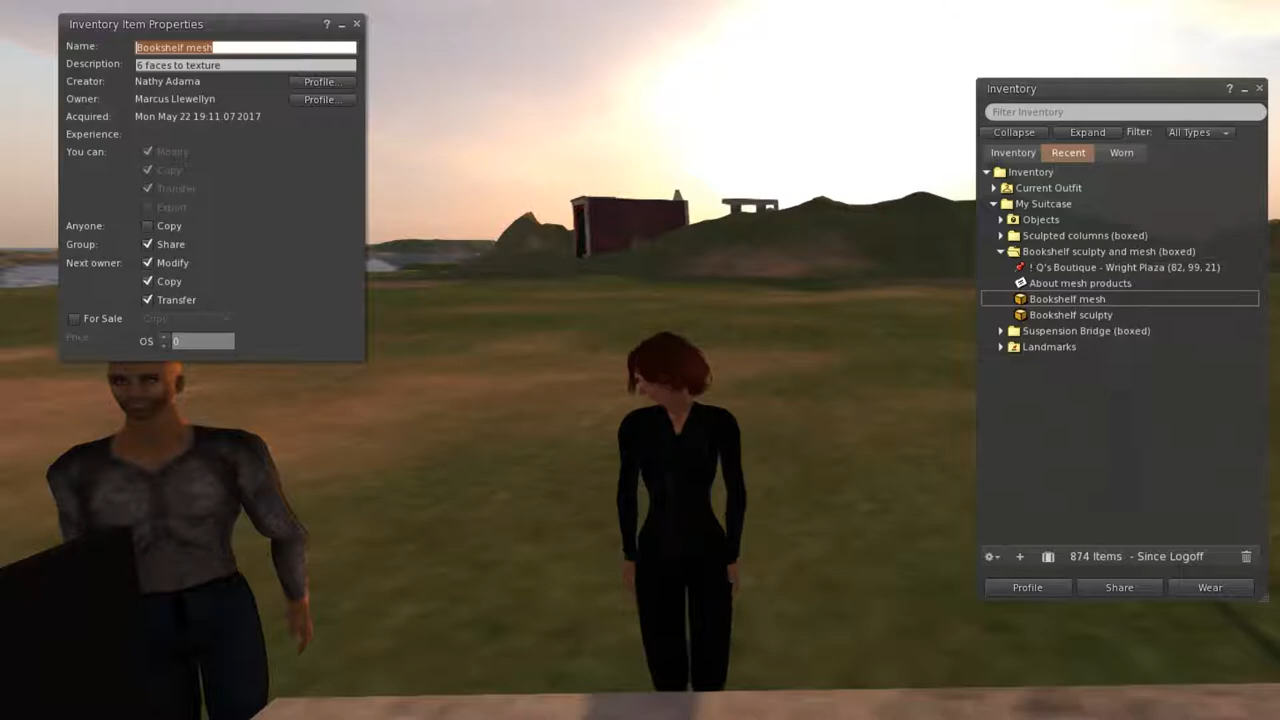 Inventory Item Properties
?
Name: Bookshelf mesh
Description: 6 faces to texture
Creator: Nathy Adama Profile...
Owner: Marcus Llewellyn Profile...
Acquired: Mon May 22 19:11.07 2017
Experience:
You can: Modify
Copy
Transfer
Export
Anyone: Copy
Group: Share
Next owner: Modify
Copy
Transfer
For Sale Copy
Price: OS 0
Inventory
?
Filter Inventory
Collapse Expand Filter: All Types
Inventory Recent Worn
Inventory
Current Outfit
My Suitcase
Objects
Sculpted columns (boxed)
Bookshelf sculpty and mesh (boxed)
! Q's Boutique - Wright Plaza (82, 99, 21)
About mesh products
Bookshelf mesh
Bookshelf sculpty
Suspension Bridge (boxed)
Landmarks
874 Items - Since Logoff
Profile Share Wear